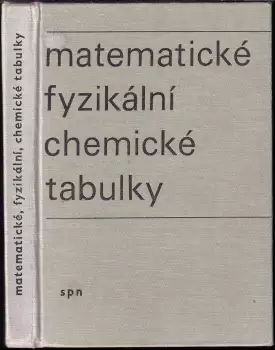 matematické, fyzikální, chemické tabulky
matematické
fyzikální
chemické
tabulky
spn